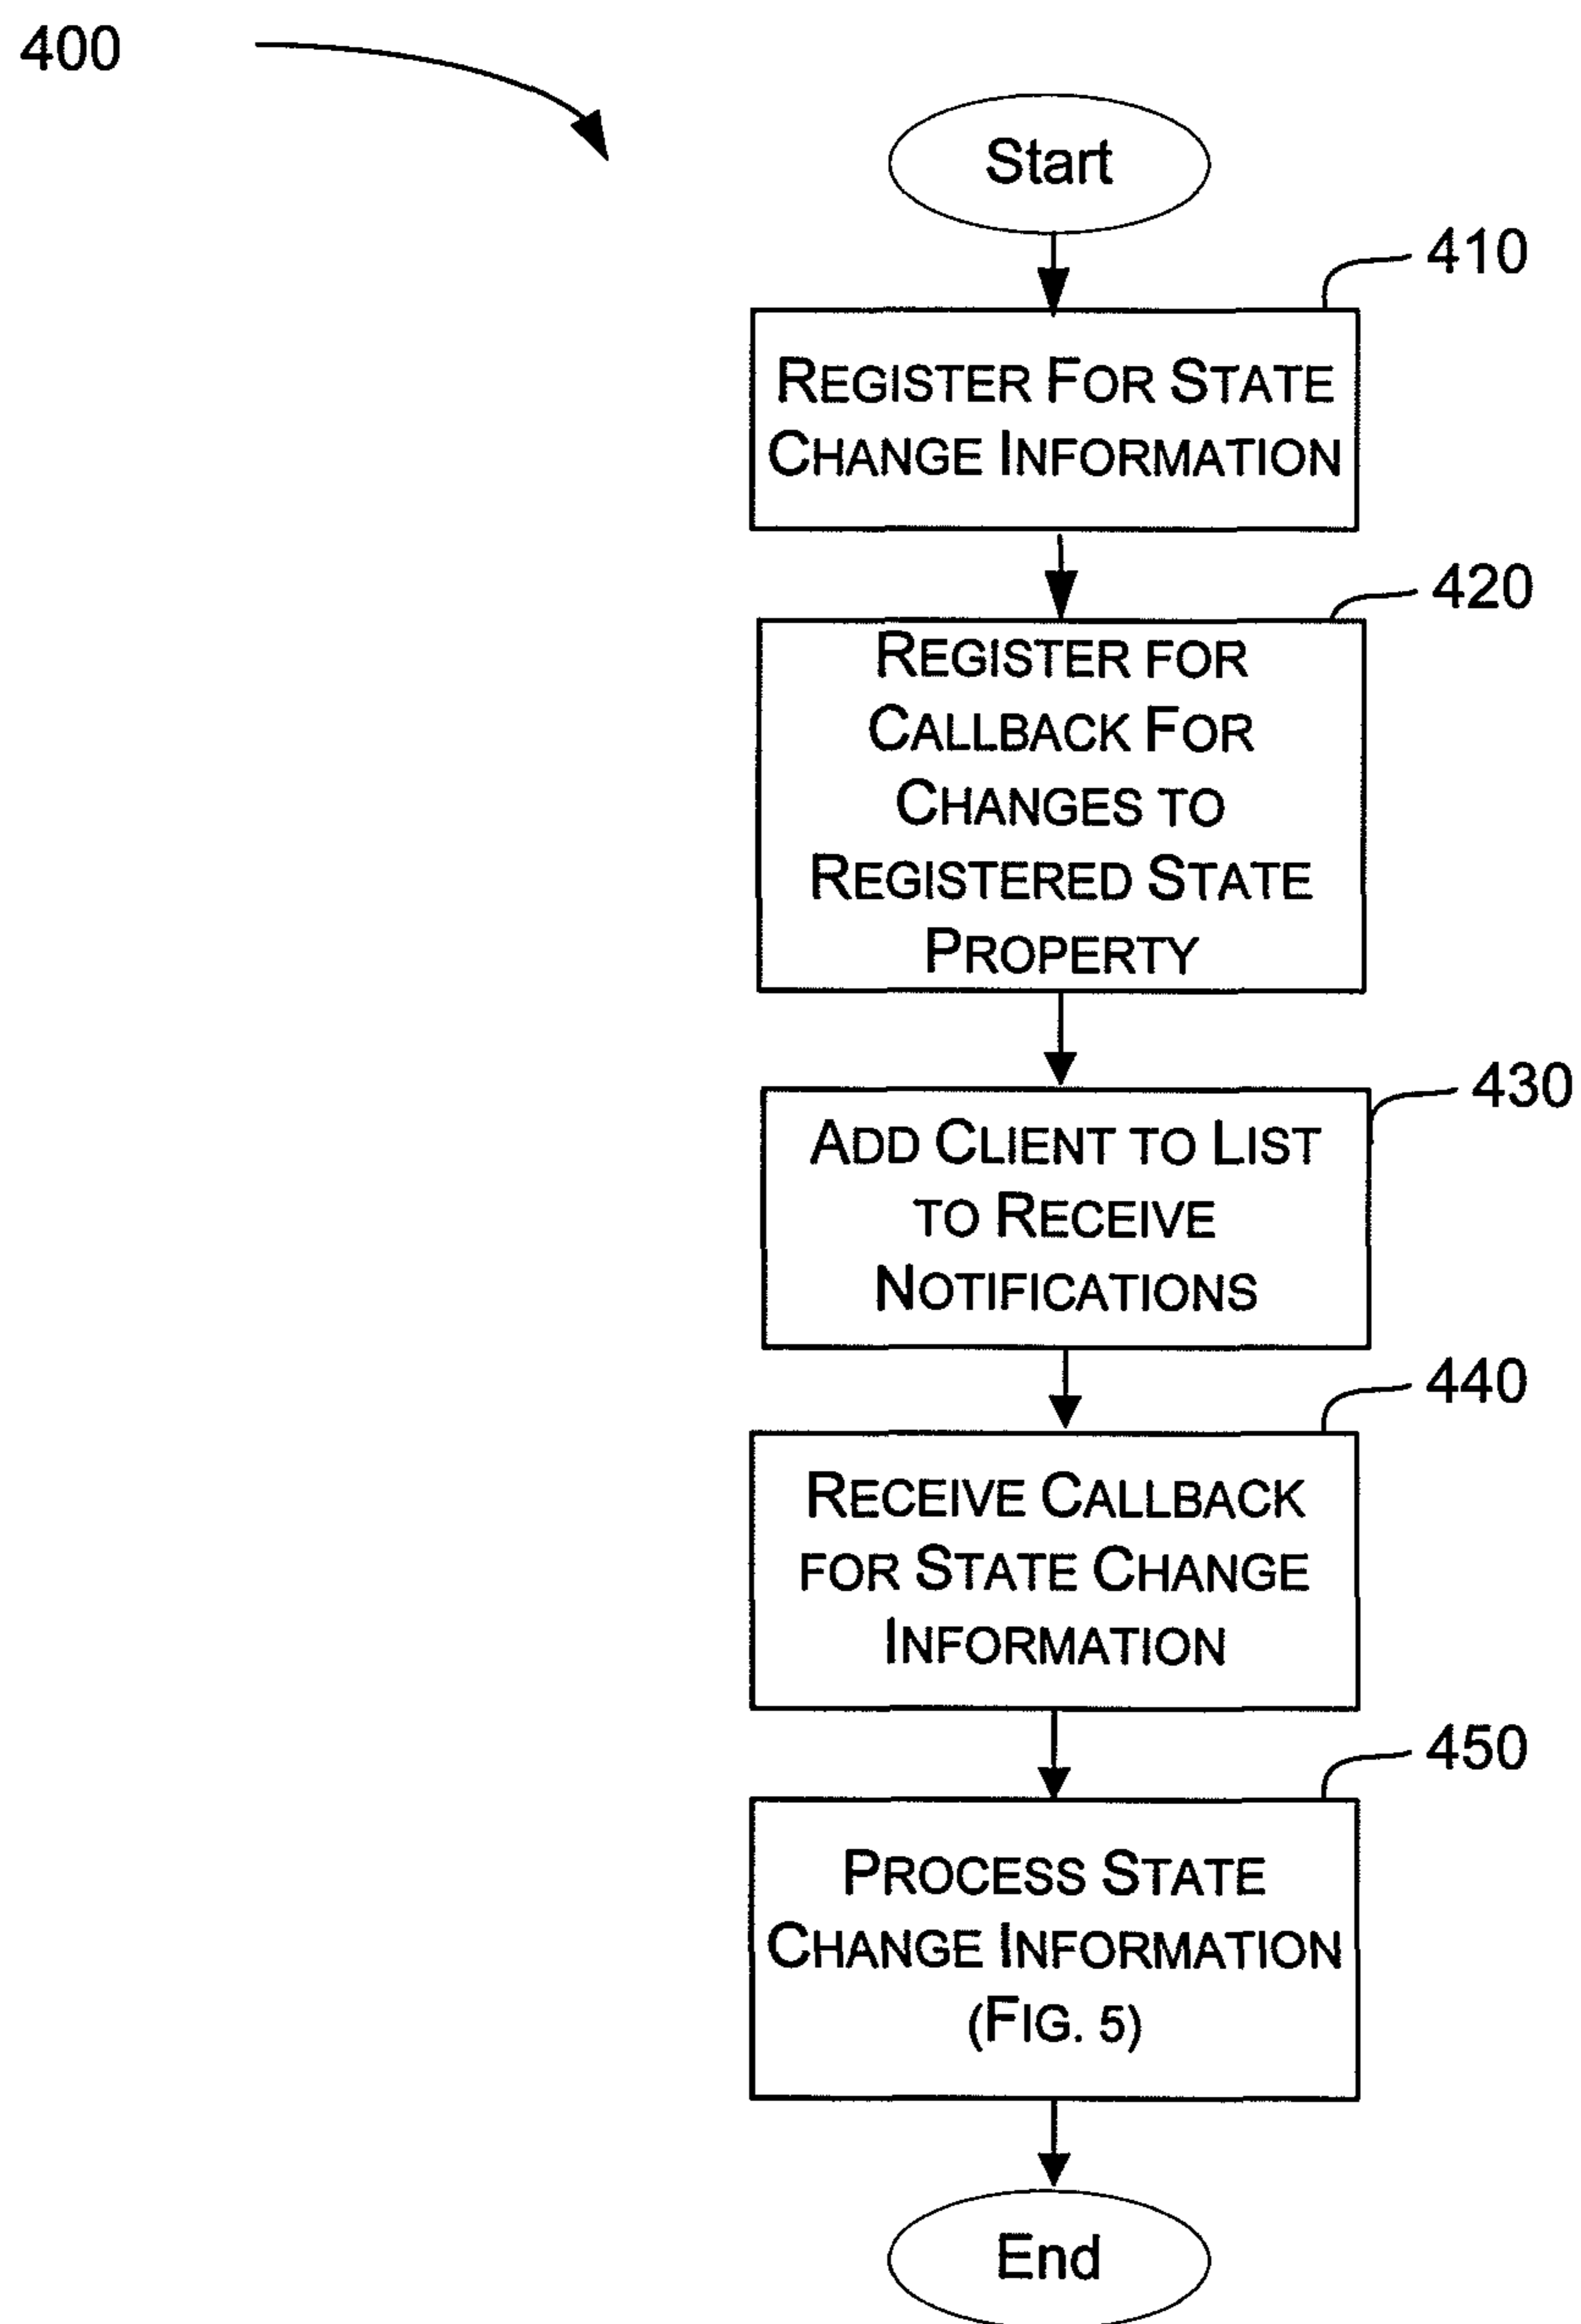 400
Start
410
REGISTER FOR STATE
CHANGE INFORMATION
420
REGISTER FOR
CALLBACK FOR
CHANGES TO
REGISTERED STATE
PROPERTY
430
ADD CLIENT TO LIST
TO RECEIVE
NOTIFICATIONS
440
RECEIVE CALLBACK
FOR STATE CHANGE
INFORMATION
450
PROCESS STATE
CHANGE INFORMATION
(FIG. 5)
End